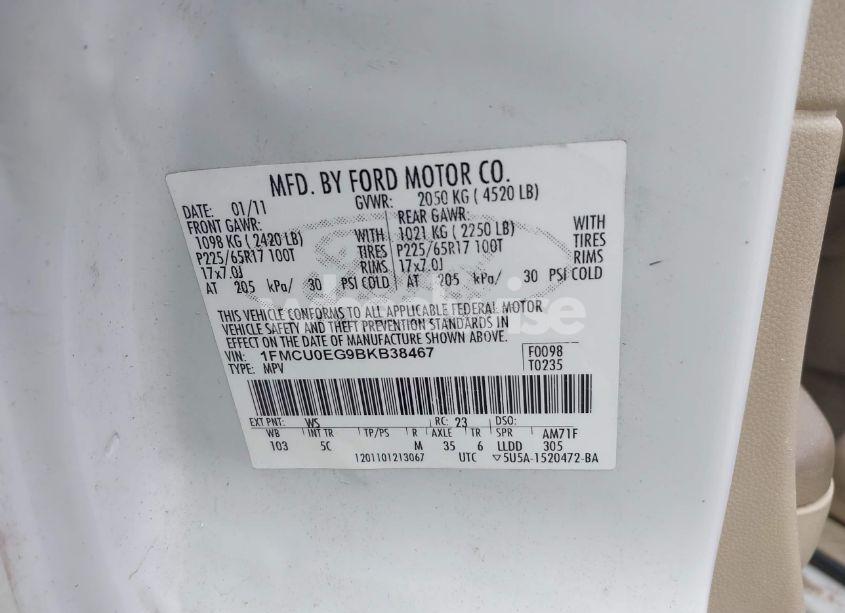 MFD. BY FORD MOTOR CO.
DATE: 01/11 GVWR: 2050 KG ( 4520 LB)
FRONT GAWR: REAR GAWR:
1098 KG ( 2420 LB) WITH 1021 KG ( 2250 LB) WITH
P225/65R17 100T TIRES P225/65R17 100T TIRES
17x7.0J RIMS 17x7.0J RIMS
AT 205 kPa/ 30 PSI COLD AT 205 kPa/ 30 PSI COLD
THIS VEHICLE CONFORMS TO ALL APPLICABLE FEDERAL MOTOR
VEHICLE SAFETY AND THEFT PREVENTION STANDARDS IN
EFFECT ON THE DATE OF MANUFACTURE SHOWN ABOVE.
VIN: 1FMCU0EG9BKB38467 F0098
TYPE: MPV T0235
EXT PNT: WS RC: 23 DSO:
WB INT TR TP/PS R AXLE TR SPR AM71F
103 5C M 35 6 LLDD 305
1201101213067 UTC ▽5U5A-1520472-BA